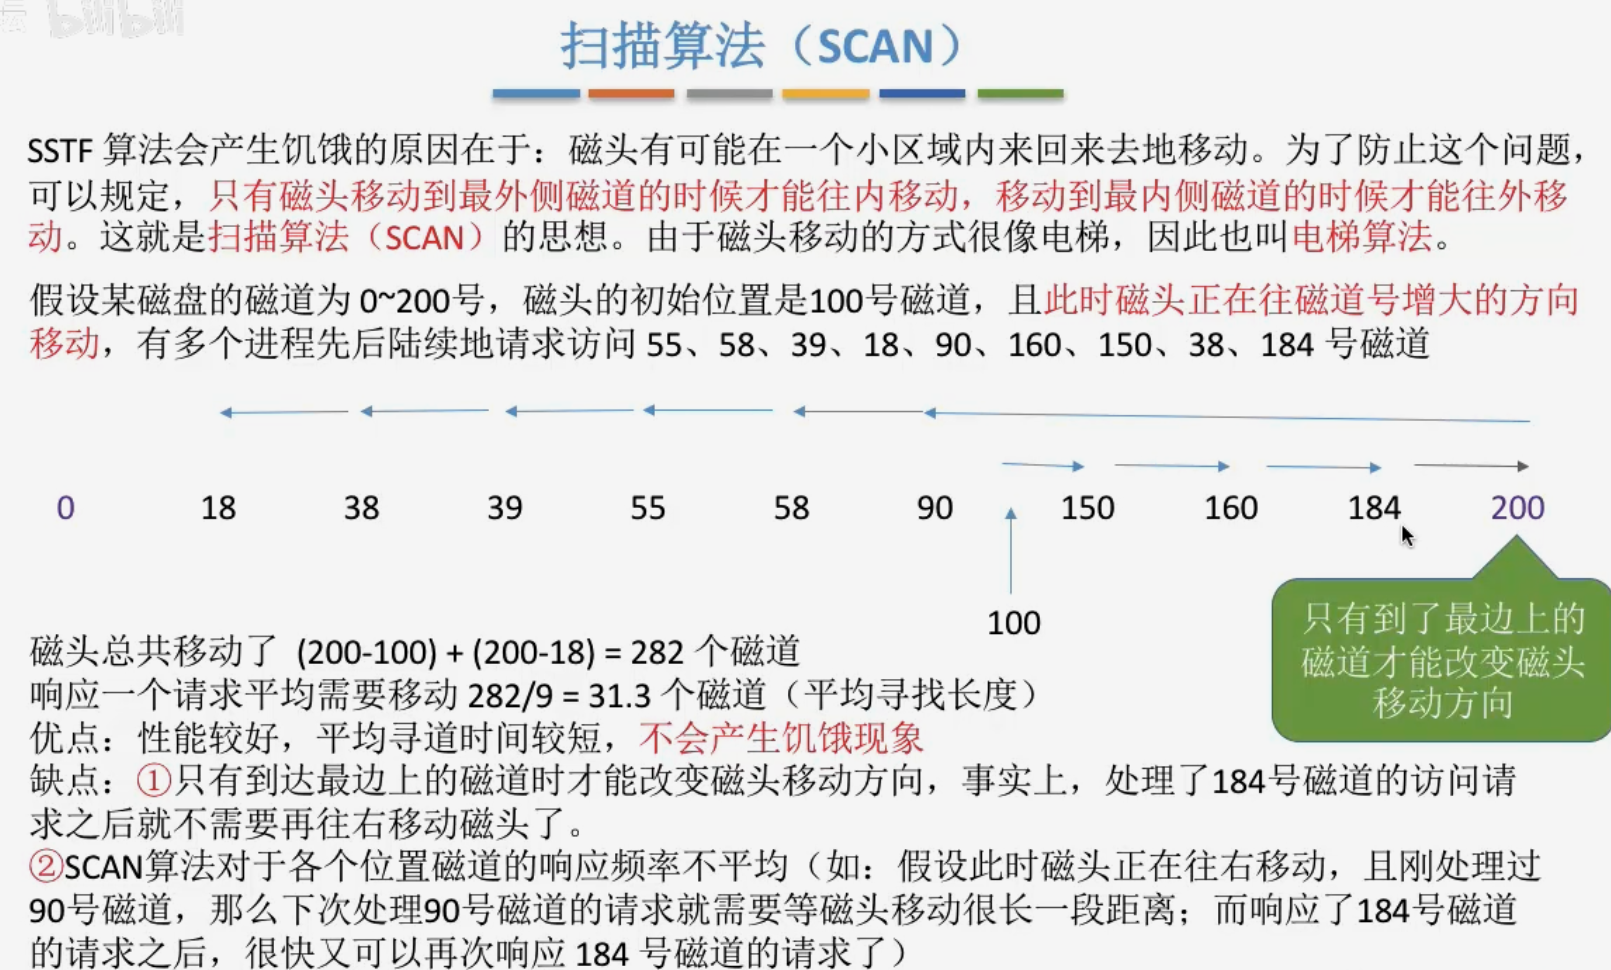 bilibili
扫描算法（SCAN）
SSTF 算法会产生饥饿的原因在于：磁头有可能在一个小区域内来回来去地移动。为了防止这个问题，
可以规定，只有磁头移动到最外侧磁道的时候才能往内移动，移动到最内侧磁道的时候才能往外移
动。这就是扫描算法（SCAN）的思想。由于磁头移动的方式很像电梯，因此也叫电梯算法。
假设某磁盘的磁道为 0~200号，磁头的初始位置是100号磁道，且此时磁头正在往磁道号增大的方向
移动，有多个进程先后陆续地请求访问 55、58、39、18、90、160、150、38、184 号磁道
0 18 38 39 55 58 90 150 160 184 200
100
只有到了最边上的
磁道才能改变磁头
移动方向
磁头总共移动了 (200-100) + (200-18) = 282 个磁道
响应一个请求平均需要移动 282/9 = 31.3 个磁道（平均寻找长度）
优点：性能较好，平均寻道时间较短，不会产生饥饿现象
缺点：①只有到达最边上的磁道时才能改变磁头移动方向，事实上，处理了184号磁道的访问请
求之后就不需要再往右移动磁头了。
②SCAN算法对于各个位置磁道的响应频率不平均（如：假设此时磁头正在往右移动，且刚处理过
90号磁道，那么下次处理90号磁道的请求就需要等磁头移动很长一段距离；而响应了184号磁道
的请求之后，很快又可以再次响应 184 号磁道的请求了）